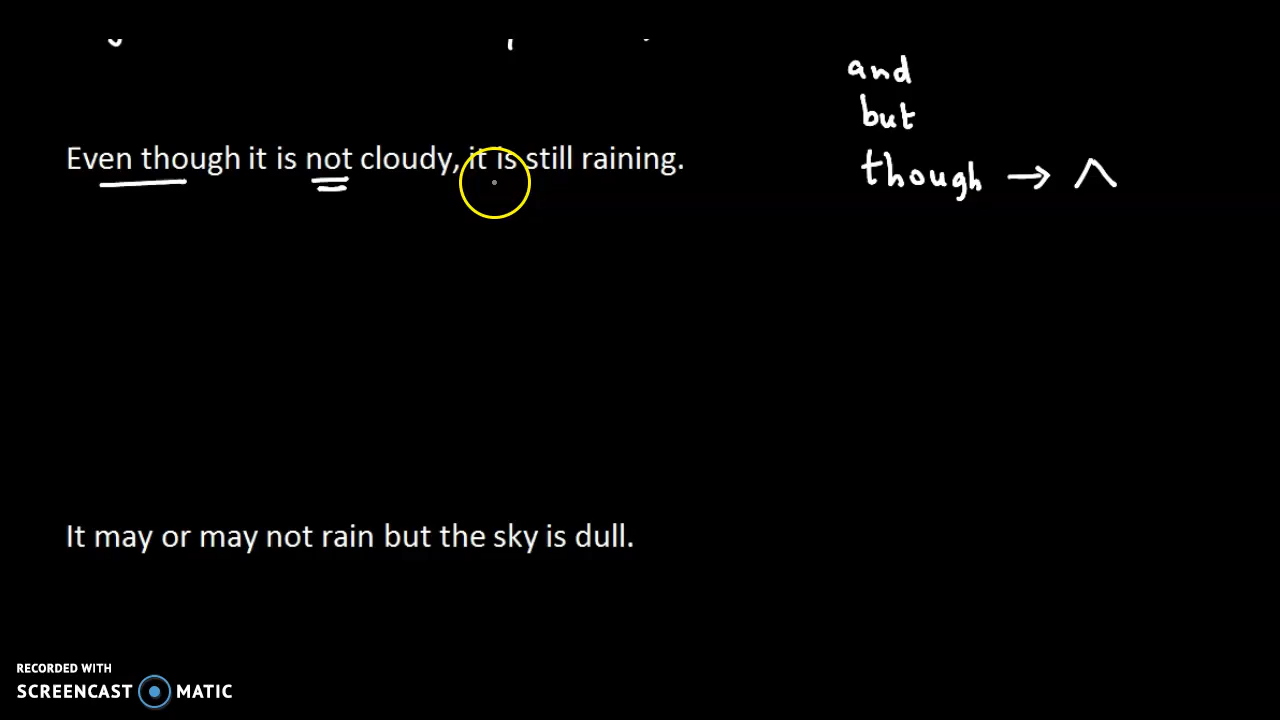 and
but
Even though it is not cloudy, it is still raining.
though → ∧
It may or may not rain but the sky is dull.
RECORDED WITH
SCREENCAST MATIC